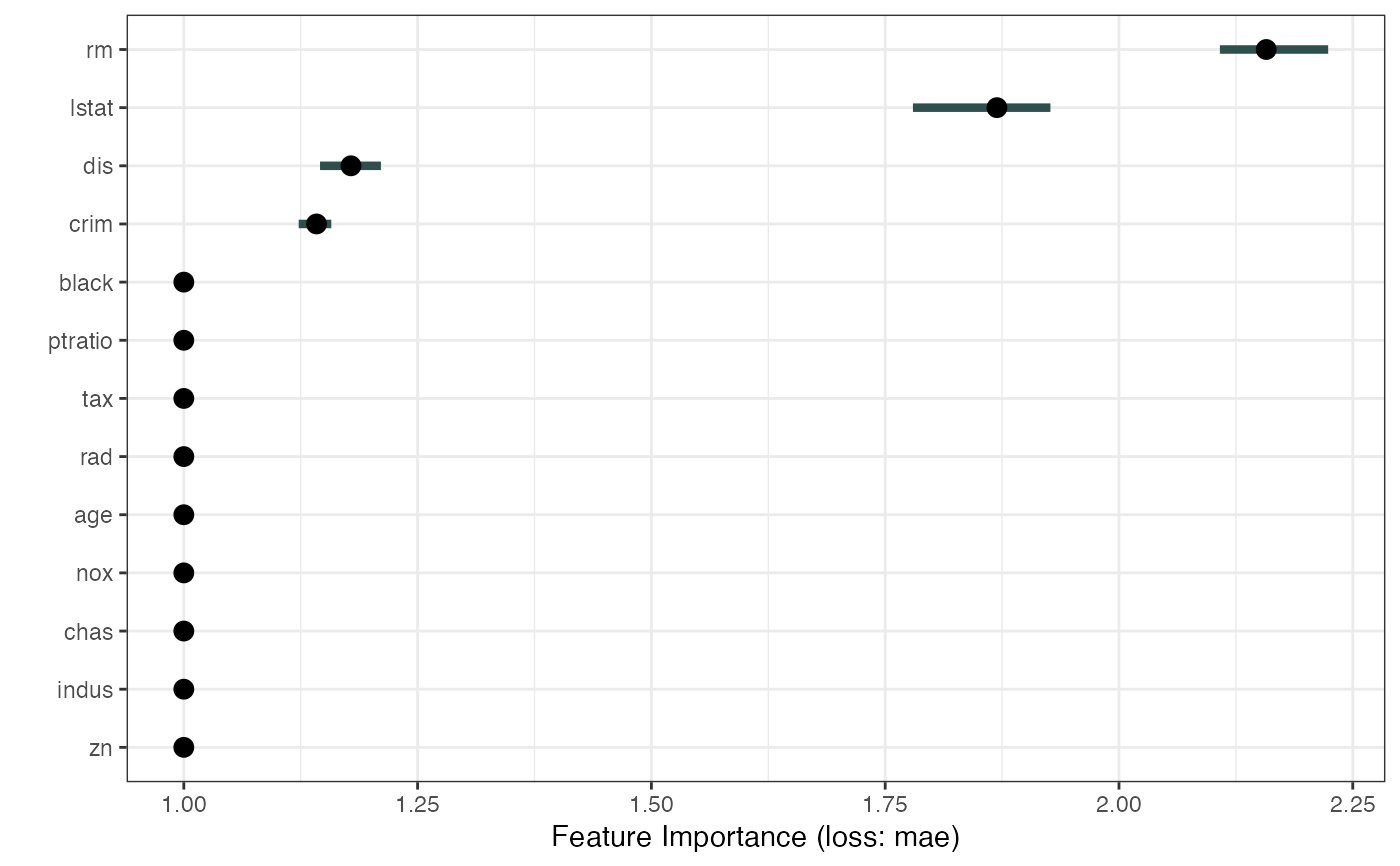 rm
lstat
dis
crim
black
ptratio
tax
rad
age
nox
chas
indus
zn
1.00 1.25 1.50 1.75 2.00 2.25
Feature Importance (loss: mae)